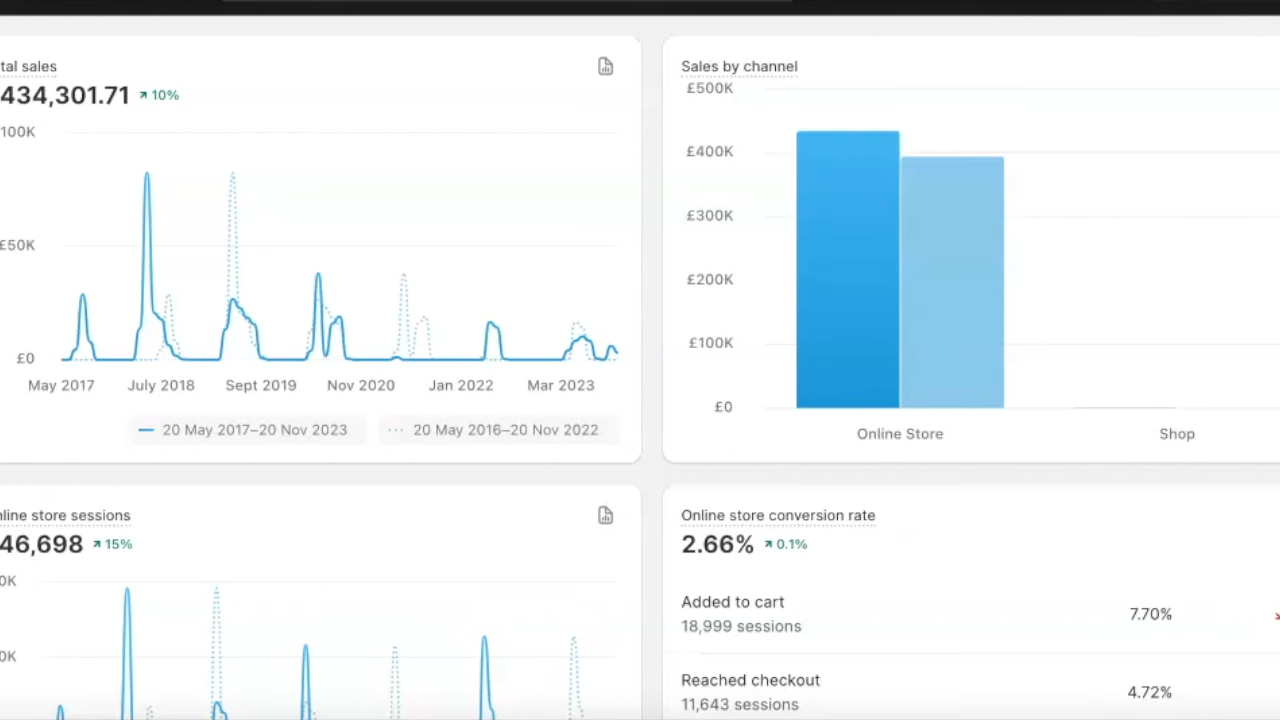 tal sales
434,301.71 10%
100K
£50K
£0
May 2017 July 2018 Sept 2019 Nov 2020 Jan 2022 Mar 2023
20 May 2017–20 Nov 2023 20 May 2016–20 Nov 2022
Sales by channel
£500K
£400K
£300K
£200K
£100K
£0
Online Store Shop
nline store sessions
46,698 15%
0K
0K
Online store conversion rate
2.66% 0.1%
Added to cart
18,999 sessions
7.70%
Reached checkout
11,643 sessions
4.72%